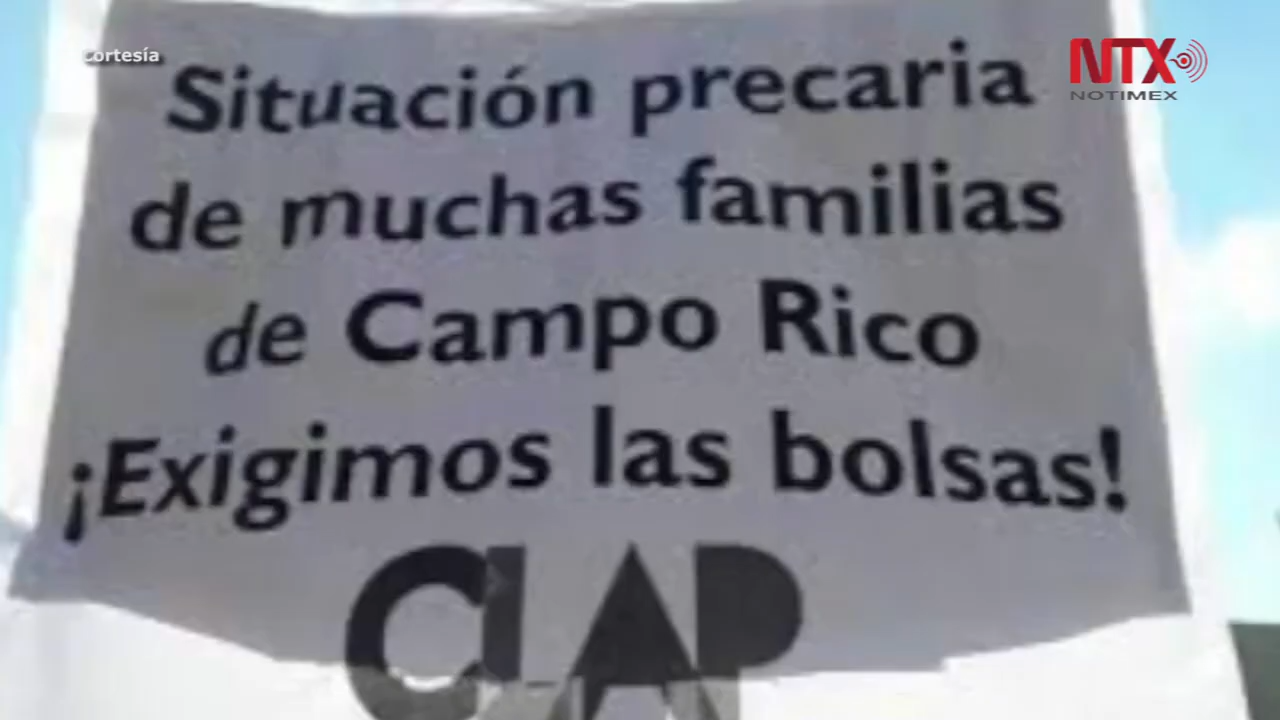 Cortesía
NTX
NOTIMEX
Situación precaria
de muchas familias
de Campo Rico
¡Exigimos las bolsas!
CLAP